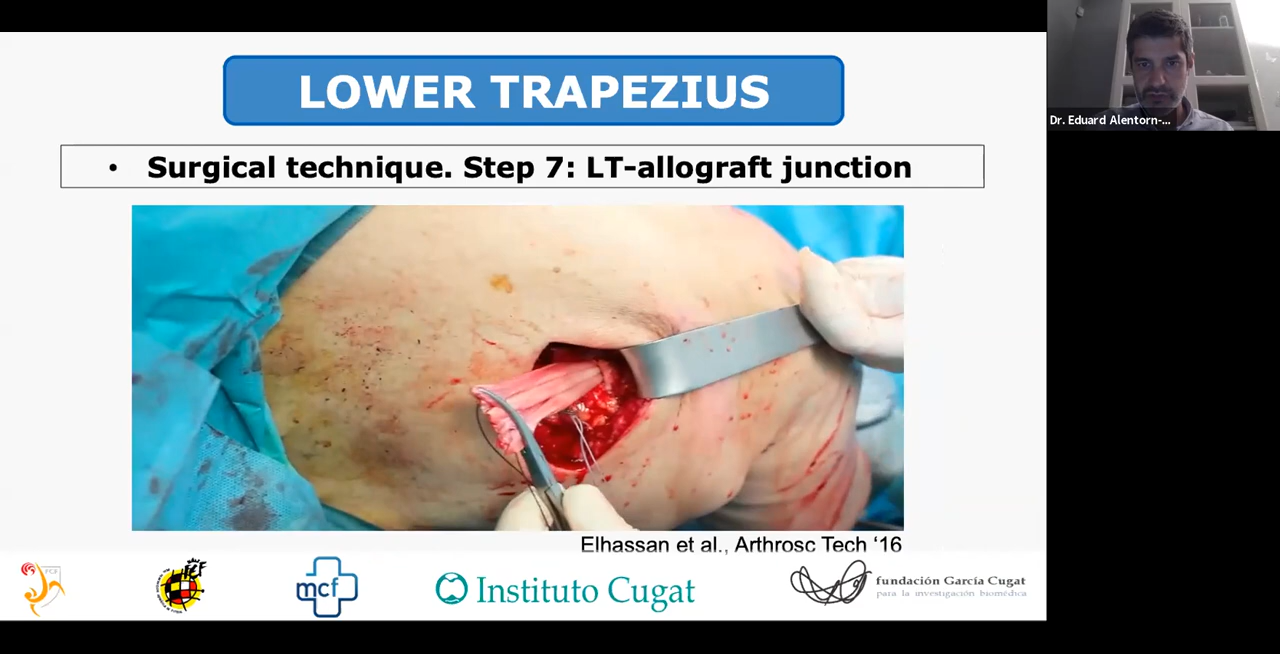 LOWER TRAPEZIUS
Dr. Eduard Alentorn-...
• Surgical technique. Step 7: LT-allograft junction
Elhassan et al., Arthrosc Tech ‘16
FCF
mcf
Instituto Cugat
fundación García Cugat
para la investigación biomédica